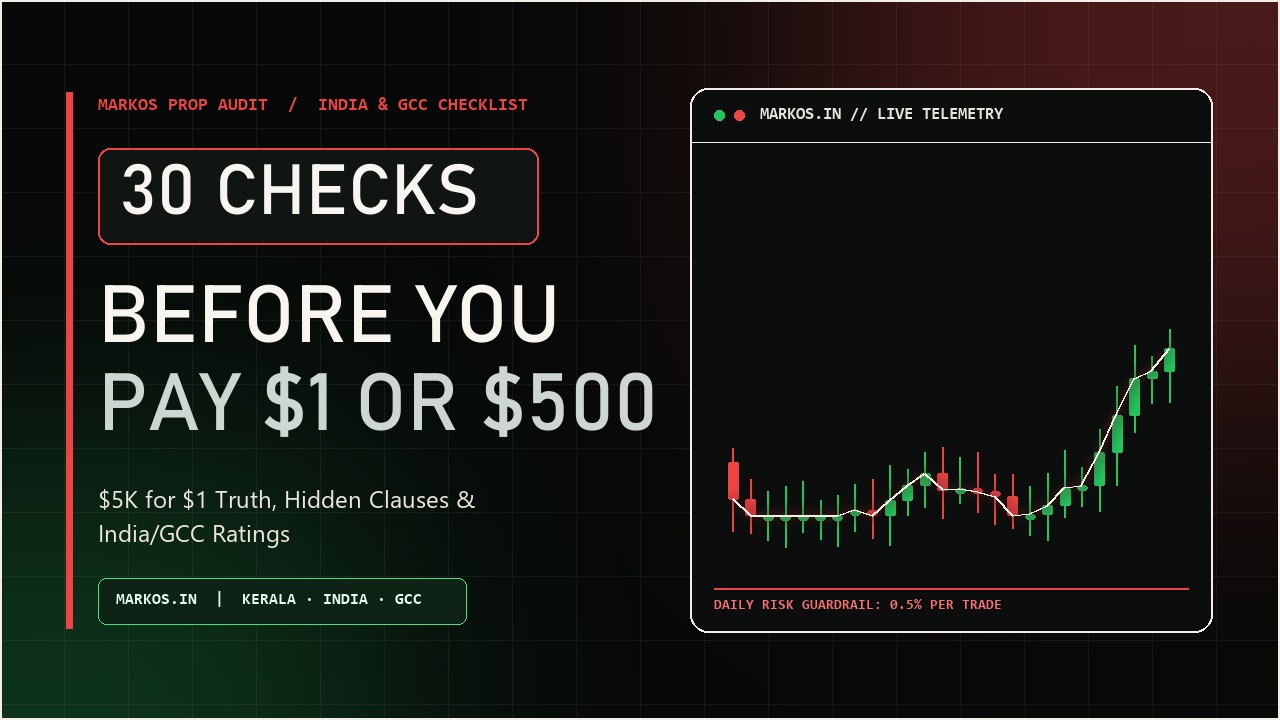 MARKOS PROP AUDIT / INDIA & GCC CHECKLIST
30 CHECKS
BEFORE YOU
PAY $1 OR $500
$5K for $1 Truth, Hidden Clauses &
India/GCC Ratings
MARKOS.IN | KERALA · INDIA · GCC
MARKOS.IN // LIVE TELEMETRY
DAILY RISK GUARDRAIL: 0.5% PER TRADE